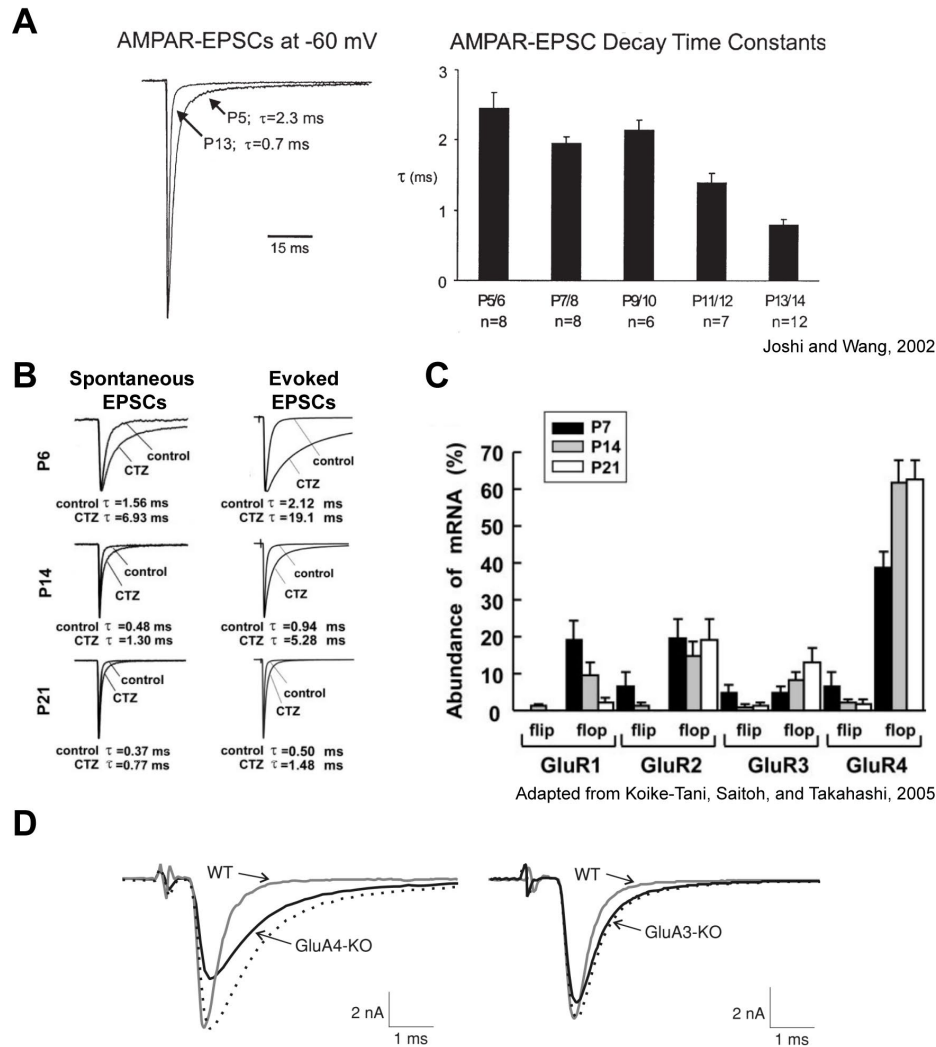 A
AMPAR-EPSCs at -60 mV
P5; τ=2.3 ms
P13; τ=0.7 ms
15 ms
AMPAR-EPSC Decay Time Constants
3
2
τ (ms)
1
0
P5/6 P7/8 P9/10 P11/12 P13/14
n=8 n=8 n=6 n=7 n=12
Joshi and Wang, 2002
B
Spontaneous EPSCs
Evoked EPSCs
P6
control
CTZ
control τ =1.56 ms
CTZ τ =6.93 ms
control
CTZ
control τ =2.12 ms
CTZ τ =19.1 ms
P14
control
CTZ
control τ =0.48 ms
CTZ τ =1.30 ms
control
CTZ
control τ =0.94 ms
CTZ τ =5.28 ms
P21
control
CTZ
control τ =0.37 ms
CTZ τ =0.77 ms
control
CTZ
control τ =0.50 ms
CTZ τ =1.48 ms
C
P7
P14
P21
Abundance of mRNA (%)
70
60
50
40
30
20
10
0
flip flop flip flop flip flop flip flop
GluR1 GluR2 GluR3 GluR4
Adapted from Koike-Tani, Saitoh, and Takahashi, 2005
D
WT
GluA4-KO
2 nA
1 ms
WT
GluA3-KO
2 nA
1 ms